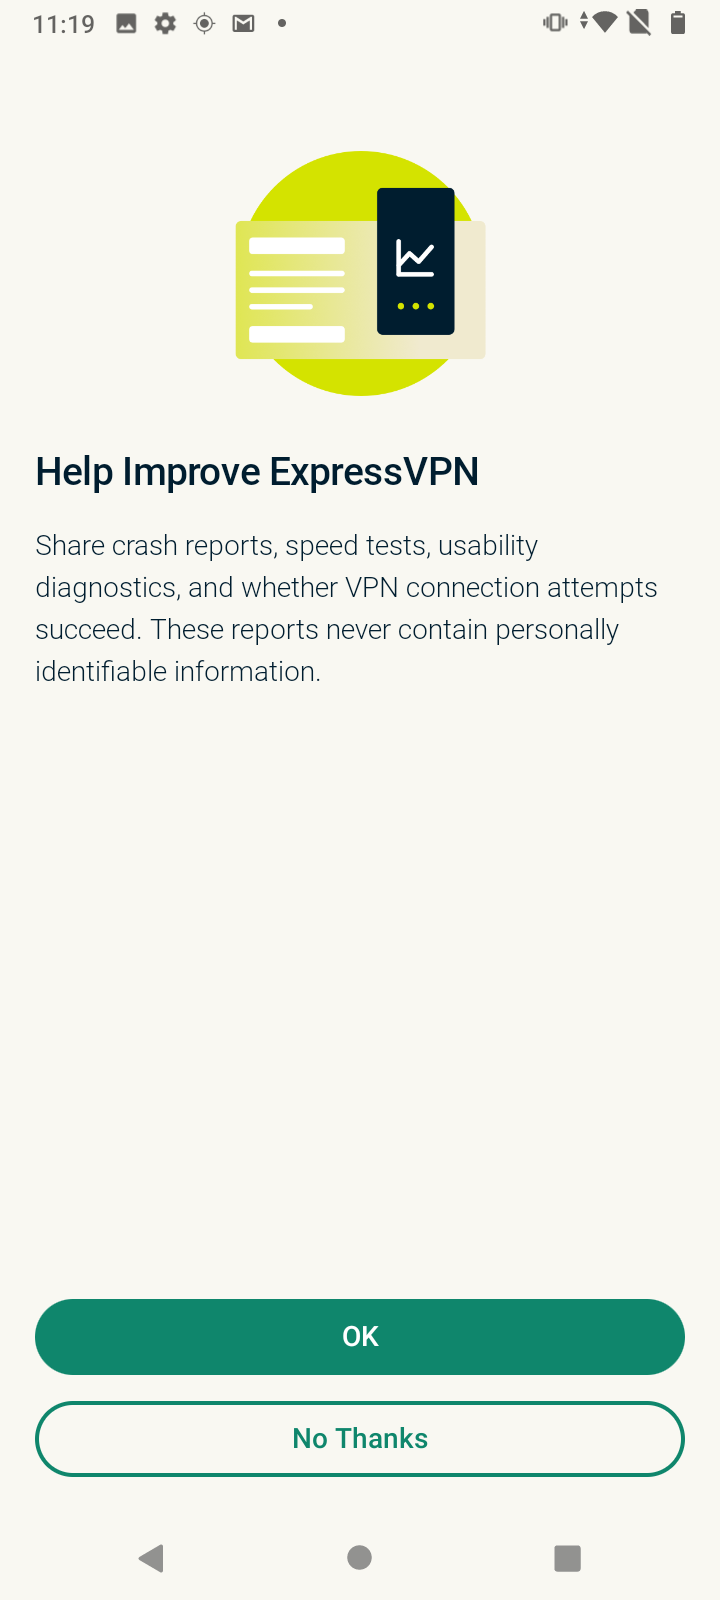 11:19
Help Improve ExpressVPN
Share crash reports, speed tests, usability
diagnostics, and whether VPN connection attempts
succeed. These reports never contain personally
identifiable information.
OK
No Thanks